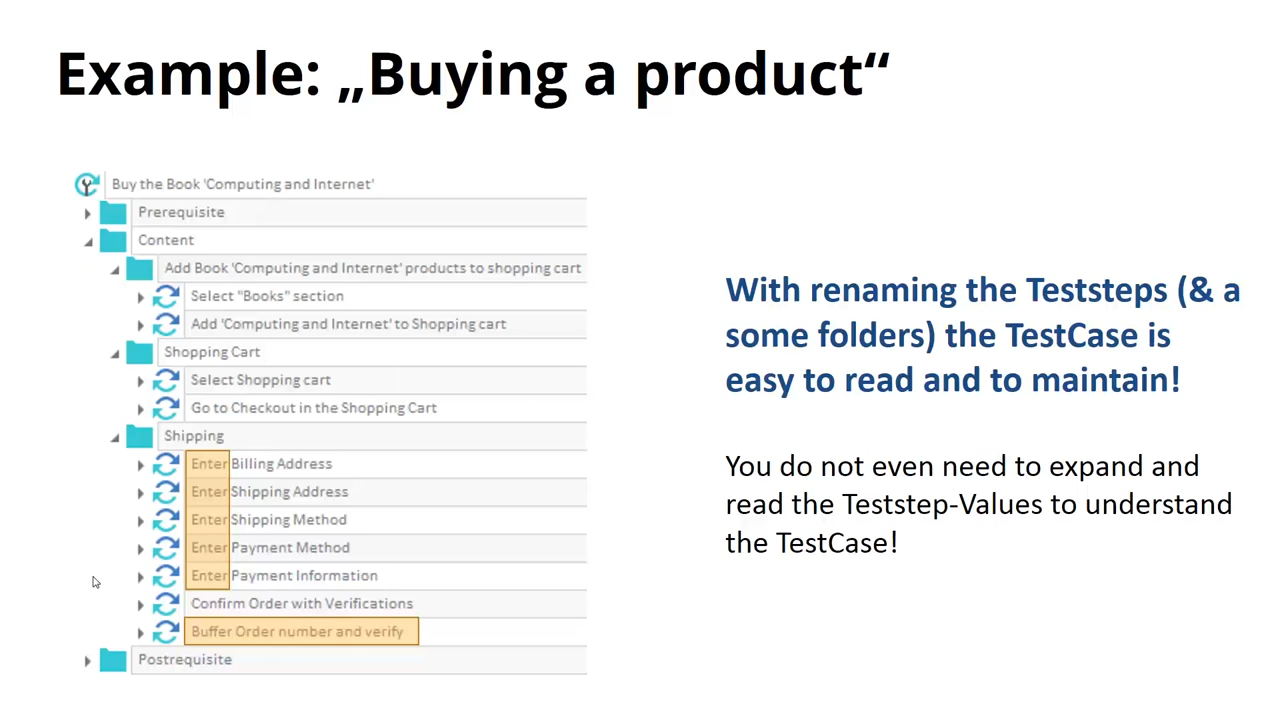 Example: „Buying a product“
Buy the Book 'Computing and Internet'
Prerequisite
Content
Add Book 'Computing and Internet' products to shopping cart
Select "Books" section
Add 'Computing and Internet' to Shopping cart
Shopping Cart
Select Shopping cart
Go to Checkout in the Shopping Cart
Shipping
Enter Billing Address
Enter Shipping Address
Enter Shipping Method
Enter Payment Method
Enter Payment Information
Confirm Order with Verifications
Buffer Order number and verify
Postrequisite
With renaming the Teststeps (& a
some folders) the TestCase is
easy to read and to maintain!
You do not even need to expand and
read the Teststep-Values to understand
the TestCase!